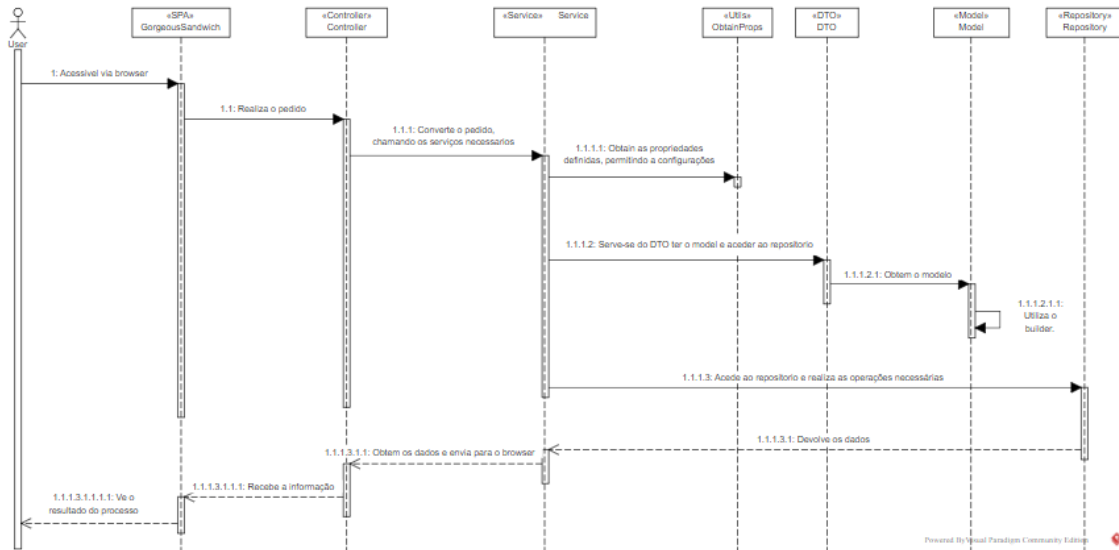 «SPA»
GorgeousSandwich
«Controller»
Controller
«Service» Service
«Utils»
ObtainProps
«DTO»
DTO
«Model»
Model
«Repository»
Repository
User
1: Acessivel via browser
1.1: Realiza o pedido
1.1.1: Converte o pedido,
chamando os serviços necessarios
1.1.1.1: Obtain as propriedades
definidas, permitindo a configurações
1.1.1.2: Serve-se do DTO ter o model e aceder ao repositorio
1.1.1.2.1: Obtem o modelo
1.1.1.2.1.1:
Utiliza o
builder.
1.1.1.3: Acede ao repositorio e realiza as operações necessárias
1.1.1.3.1: Devolve os dados
1.1.1.3.1.1: Obtem os dados e envia para o browser
1.1.1.3.1.1.1: Recebe a informação
1.1.1.3.1.1.1.1: Ve o
resultado do processo
Powered By Visual Paradigm Community Edition